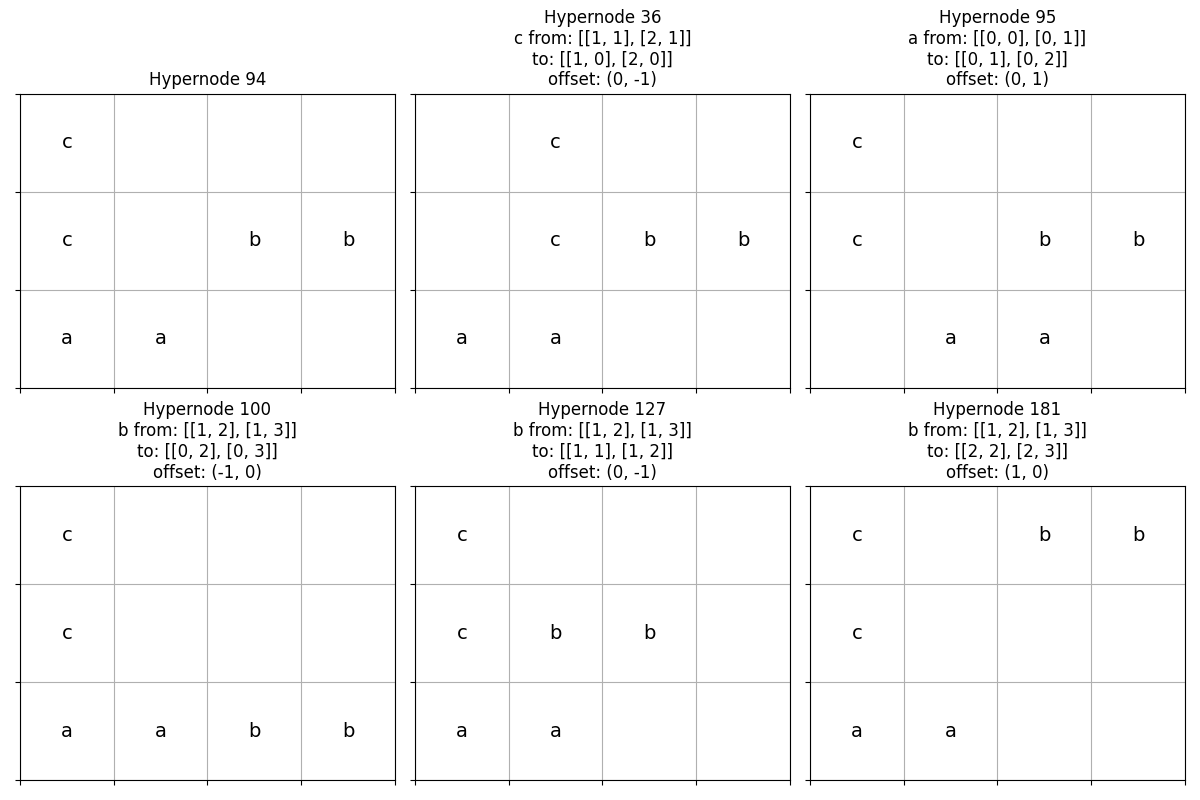 Hypernode 94
c
c b b
a a
Hypernode 36
c from: [[1, 1], [2, 1]]
to: [[1, 0], [2, 0]]
offset: (0, -1)
c
c b b
a a
Hypernode 95
a from: [[0, 0], [0, 1]]
to: [[0, 1], [0, 2]]
offset: (0, 1)
c
c b b
a a
Hypernode 100
b from: [[1, 2], [1, 3]]
to: [[0, 2], [0, 3]]
offset: (-1, 0)
c
c
a a b b
Hypernode 127
b from: [[1, 2], [1, 3]]
to: [[1, 1], [1, 2]]
offset: (0, -1)
c
c b b
a a
Hypernode 181
b from: [[1, 2], [1, 3]]
to: [[2, 2], [2, 3]]
offset: (1, 0)
c b b
c
a a